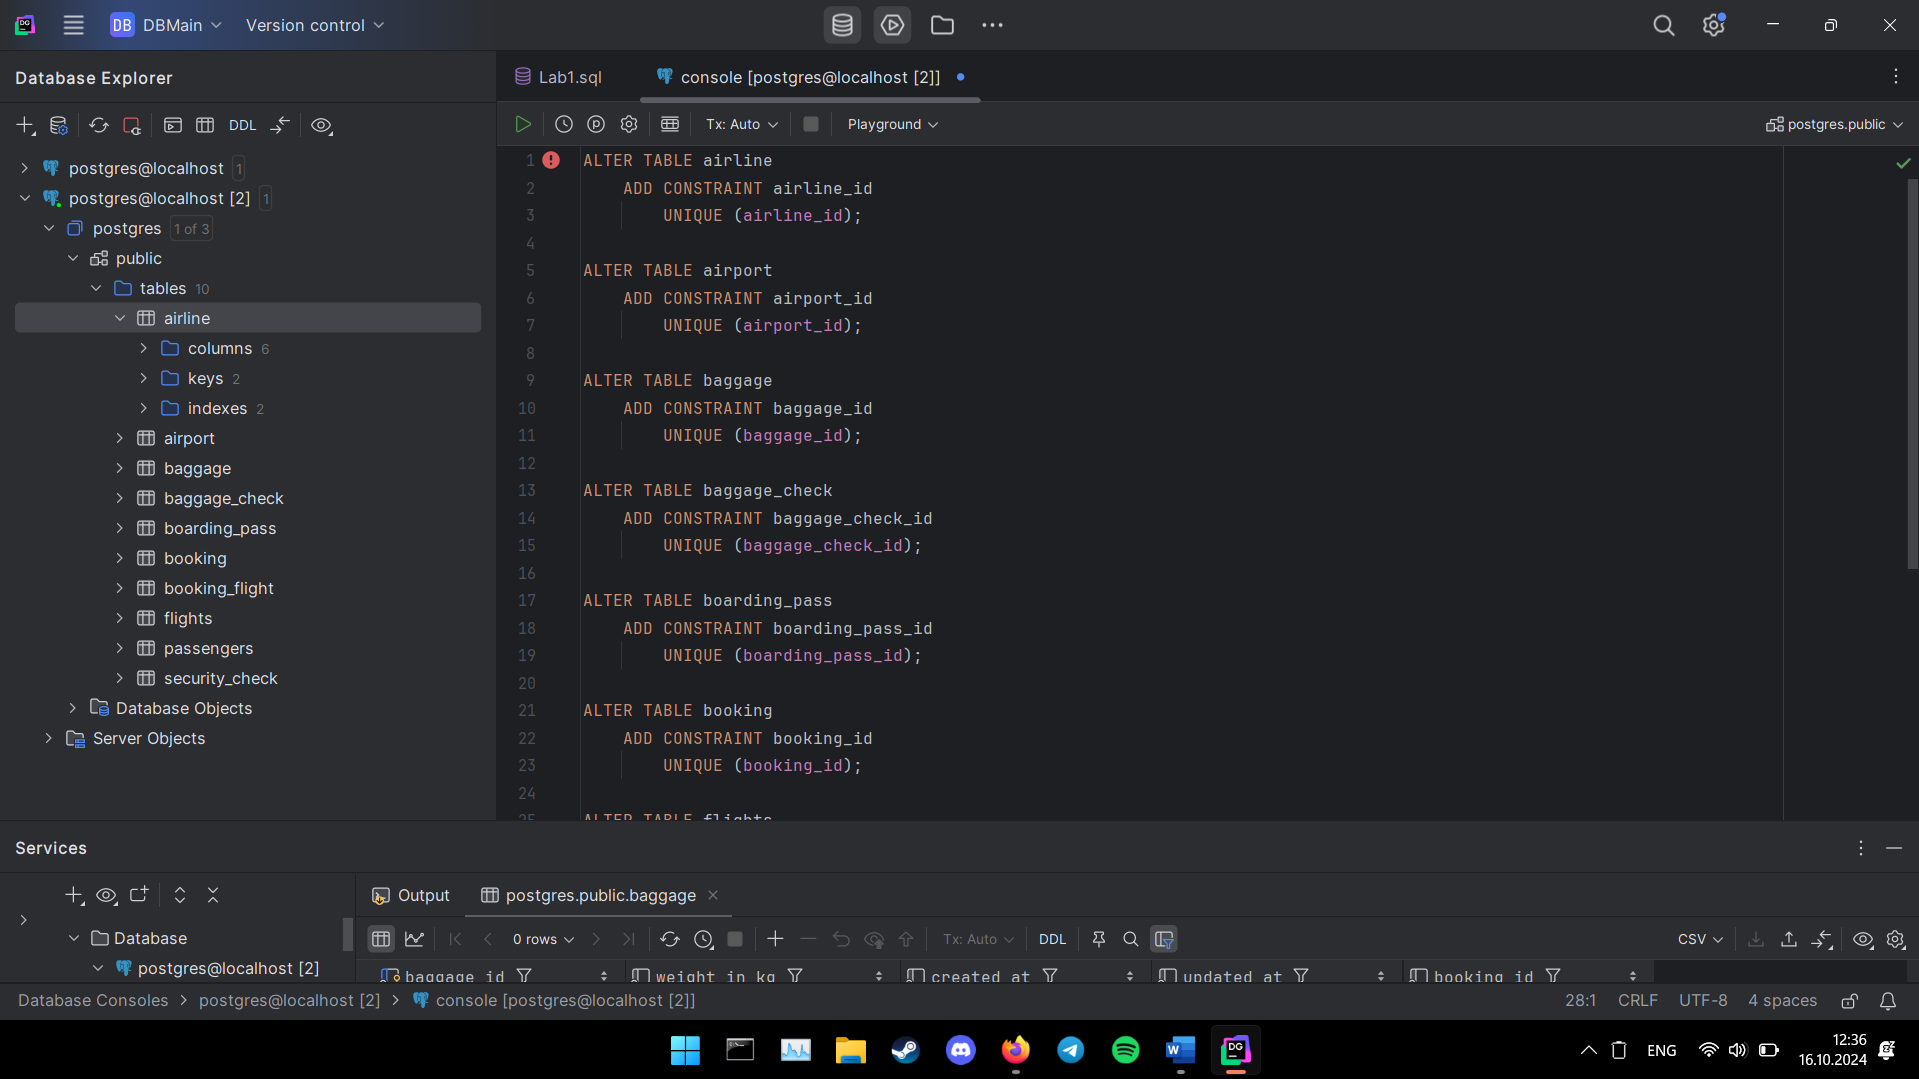 DB DBMain Version control
Database Explorer
Lab1.sql
console [postgres@localhost [2]]
DDL
Tx: Auto
Playground
postgres.public
postgres@localhost 1
postgres@localhost [2] 1
postgres 1 of 3
public
tables 10
airline
columns 6
keys 2
indexes 2
airport
baggage
baggage_check
boarding_pass
booking
booking_flight
flights
passengers
security_check
Database Objects
Server Objects
1 ALTER TABLE airline
2 ADD CONSTRAINT airline_id
3 UNIQUE (airline_id);
4
5 ALTER TABLE airport
6 ADD CONSTRAINT airport_id
7 UNIQUE (airport_id);
8
9 ALTER TABLE baggage
10 ADD CONSTRAINT baggage_id
11 UNIQUE (baggage_id);
12
13 ALTER TABLE baggage_check
14 ADD CONSTRAINT baggage_check_id
15 UNIQUE (baggage_check_id);
16
17 ALTER TABLE boarding_pass
18 ADD CONSTRAINT boarding_pass_id
19 UNIQUE (boarding_pass_id);
20
21 ALTER TABLE booking
22 ADD CONSTRAINT booking_id
23 UNIQUE (booking_id);
24
25 ALTER TABLE flights
Services
Output
postgres.public.baggage
0 rows
Tx: Auto
DDL
CSV
Database
postgres@localhost [2]
baggage_id weight_in_kg created_at updated_at booking_id
Database Consoles > postgres@localhost [2] > console [postgres@localhost [2]]
28:1 CRLF UTF-8 4 spaces
ENG
12:36
16.10.2024